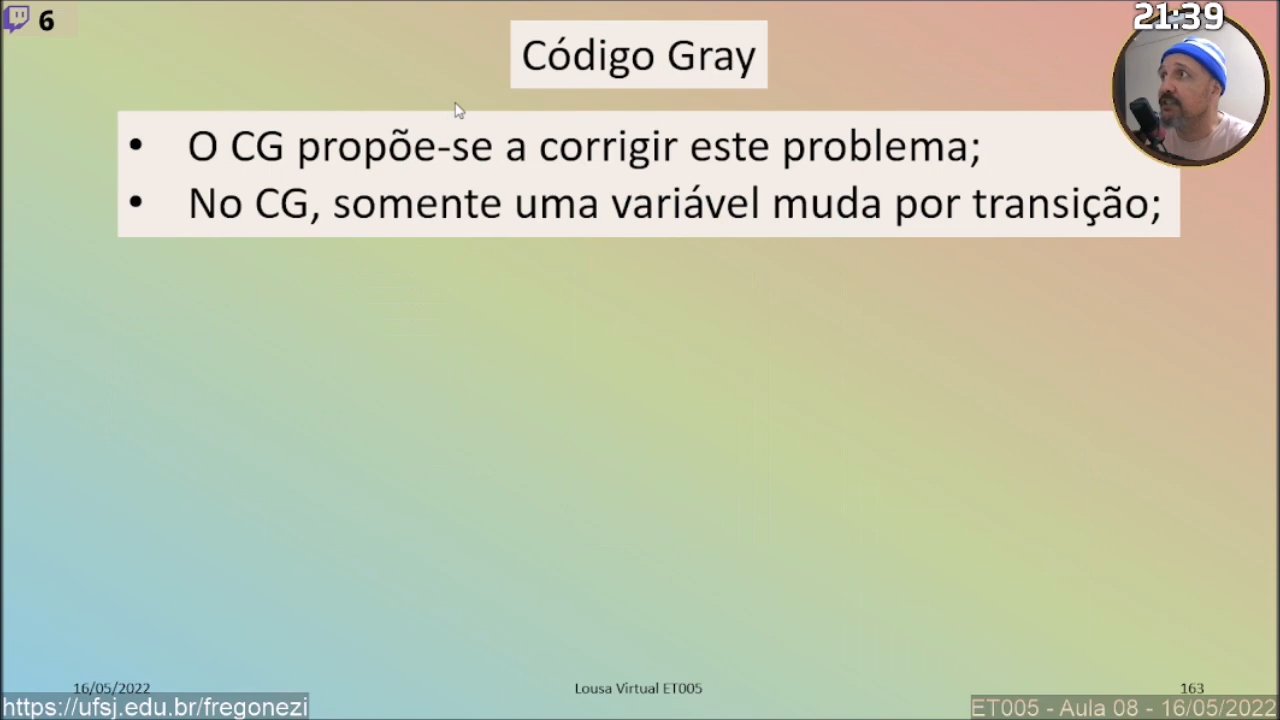 6
21:39
Código Gray
• O CG propõe-se a corrigir este problema;
• No CG, somente uma variável muda por transição;
16/05/2022
Lousa Virtual ET005
163
https://ufsj.edu.br/fregonezi
ET005 - Aula 08 - 16/05/2022